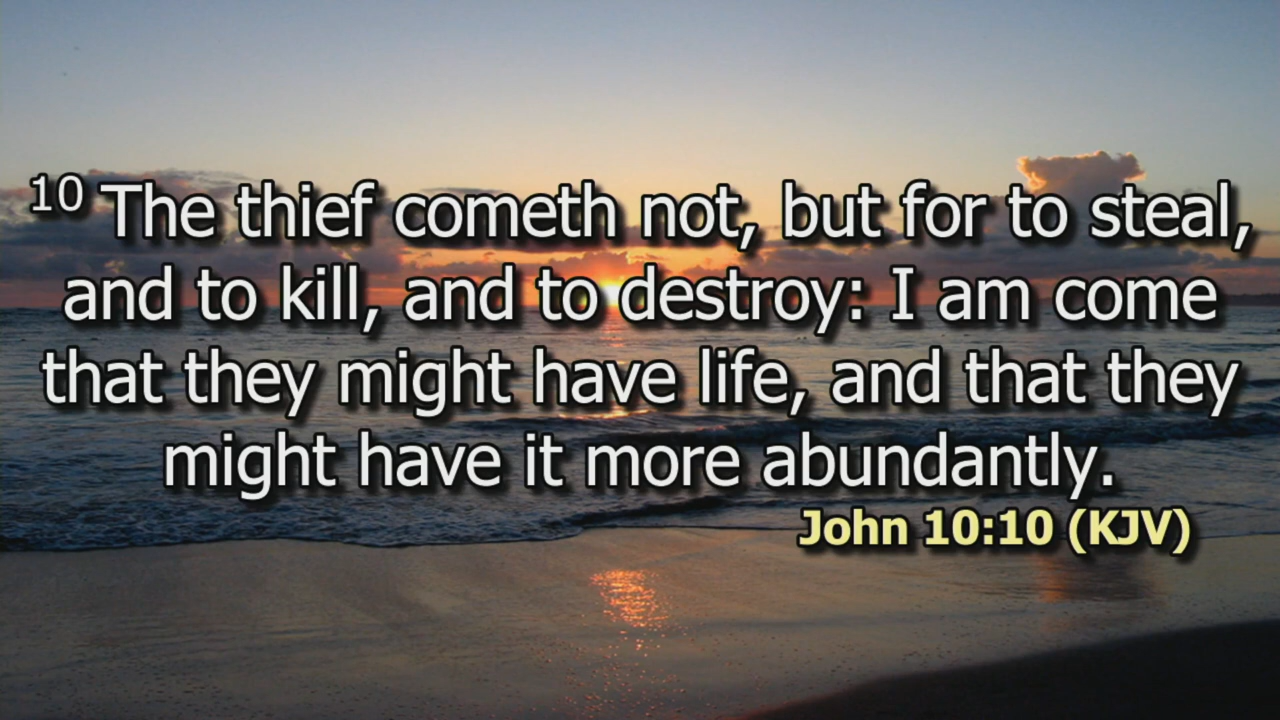 10 The thief cometh not, but for to steal,
and to kill, and to destroy: I am come
that they might have life, and that they
might have it more abundantly.
John 10:10 (KJV)